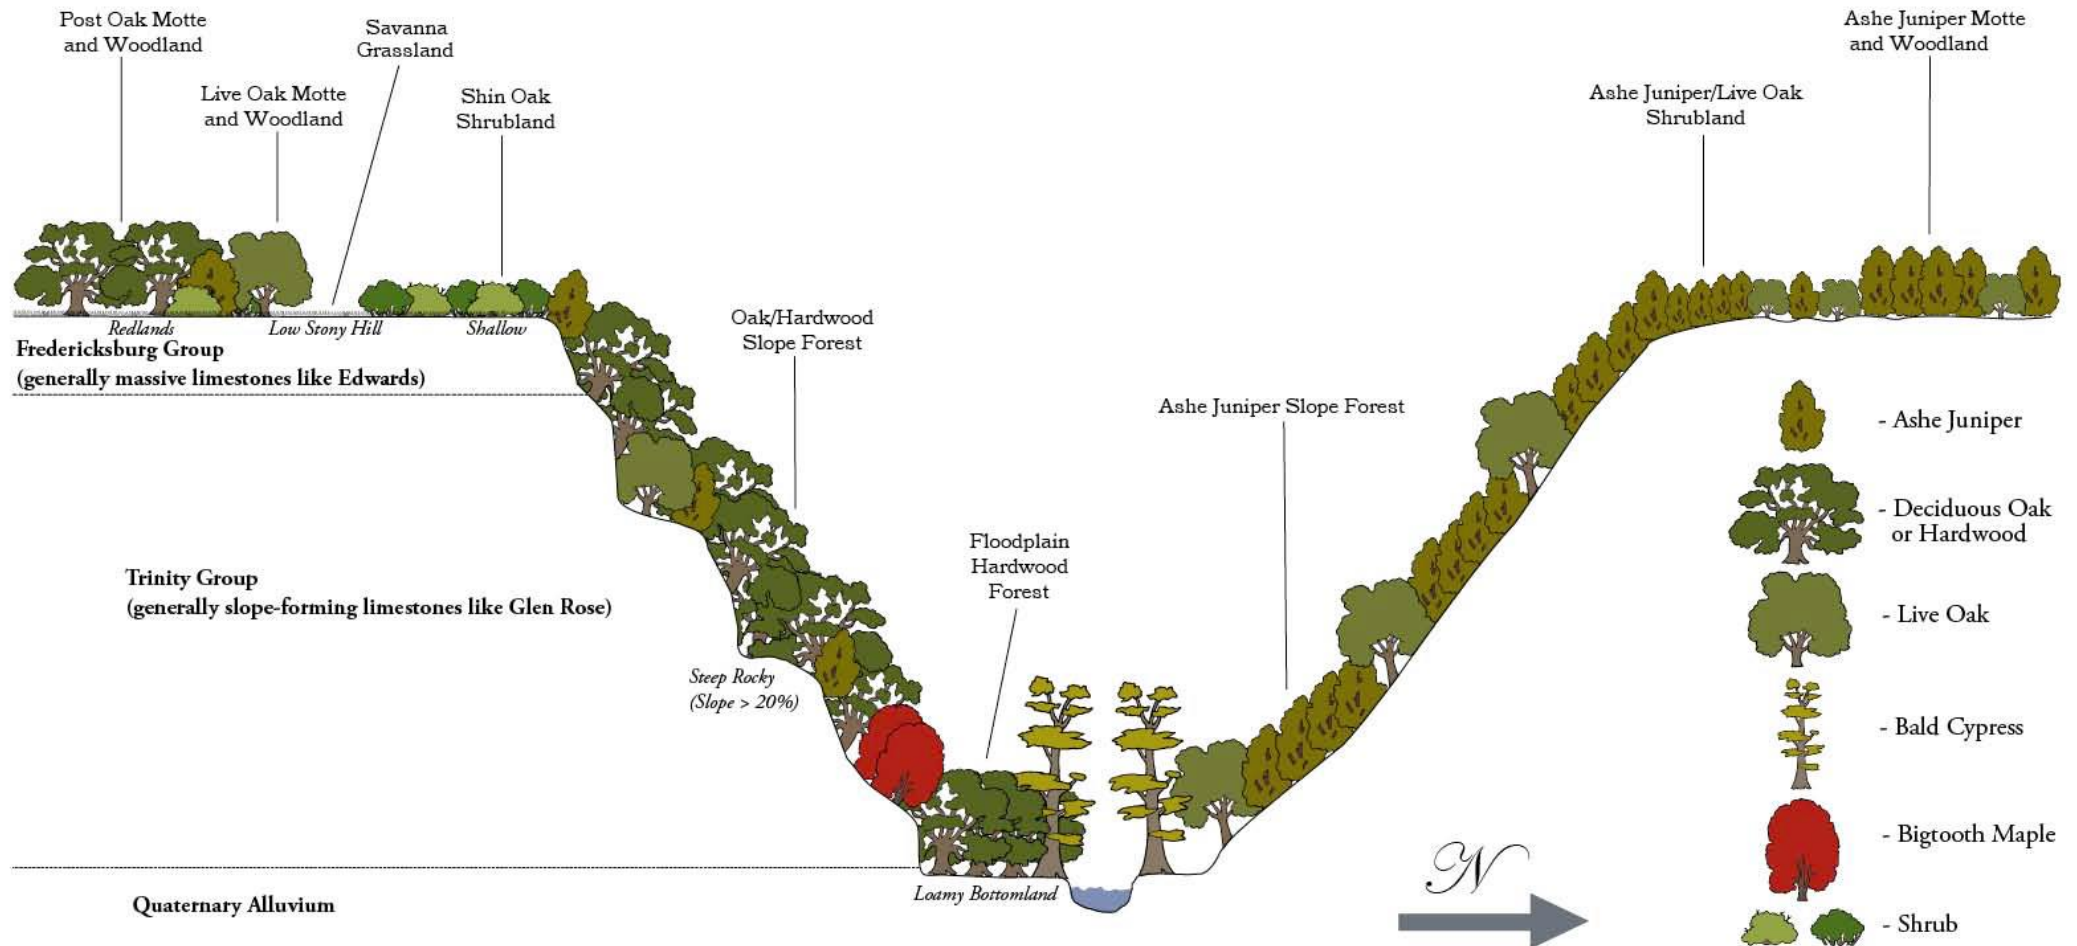 Post Oak Motte
and Woodland
Live Oak Motte
and Woodland
Savanna
Grassland
Shin Oak
Shrubland
Ashe Juniper/Live Oak
Shrubland
Ashe Juniper Motte
and Woodland
Redlands
Low Stony Hill
Shallow
Fredericksburg Group
(generally massive limestones like Edwards)
Oak/Hardwood
Slope Forest
Ashe Juniper Slope Forest
Floodplain
Hardwood
Forest
Trinity Group
(generally slope-forming limestones like Glen Rose)
Steep Rocky
(Slope > 20%)
Loamy Bottomland
Quaternary Alluvium
N
- Ashe Juniper
- Deciduous Oak
or Hardwood
- Live Oak
- Bald Cypress
- Bigtooth Maple
- Shrub